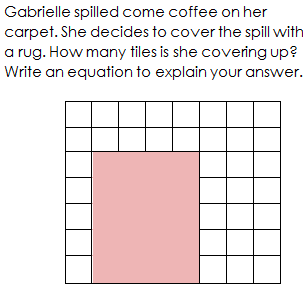 Gabrielle spilled come coffee on her
carpet. She decides to cover the spill with
a rug. How many tiles is she covering up?
Write an equation to explain your answer.